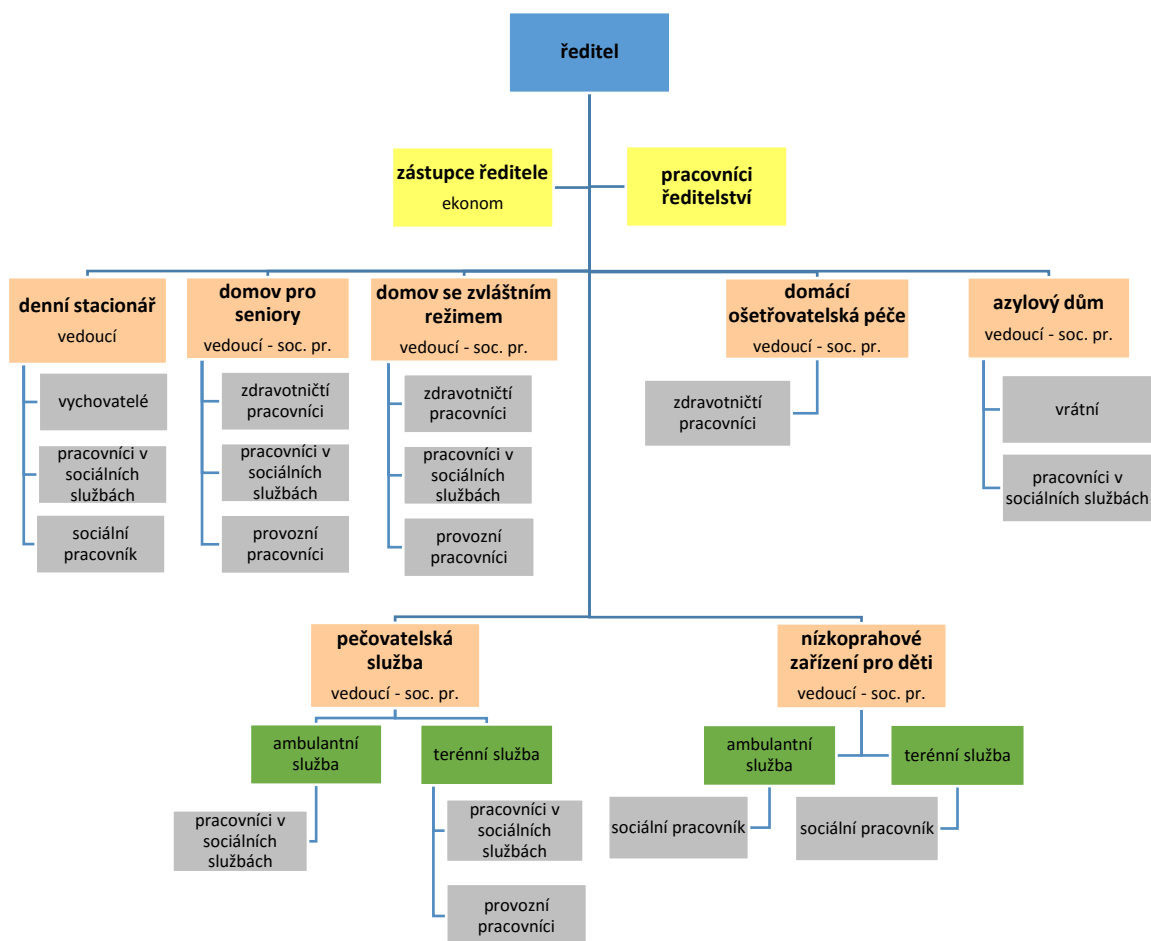 ředitel
zástupce ředitele
ekonom
pracovníci
ředitelství
denní stacionář
vedoucí
domov pro
seniory
vedoucí - soc. pr.
domov se zvláštním
režimem
vedoucí - soc. pr.
domácí
ošetřovatelská péče
vedoucí - soc. pr.
azylový dům
vedoucí - soc. pr.
vychovatelé
pracovníci v
sociálních
službách
sociální
pracovník
zdravotničtí
pracovníci
pracovníci v
sociálních
službách
provozní
pracovníci
zdravotničtí
pracovníci
pracovníci v
sociálních
službách
provozní
pracovníci
zdravotničtí
pracovníci
vrátní
pracovníci v
sociálních službách
pečovatelská
služba
vedoucí - soc. pr.
nízkoprahové
zařízení pro děti
vedoucí - soc. pr.
ambulantní
služba
terénní služba
pracovníci v
sociálních
službách
pracovníci v
sociálních
službách
provozní
pracovníci
ambulantní
služba
terénní služba
sociální pracovník
sociální pracovník